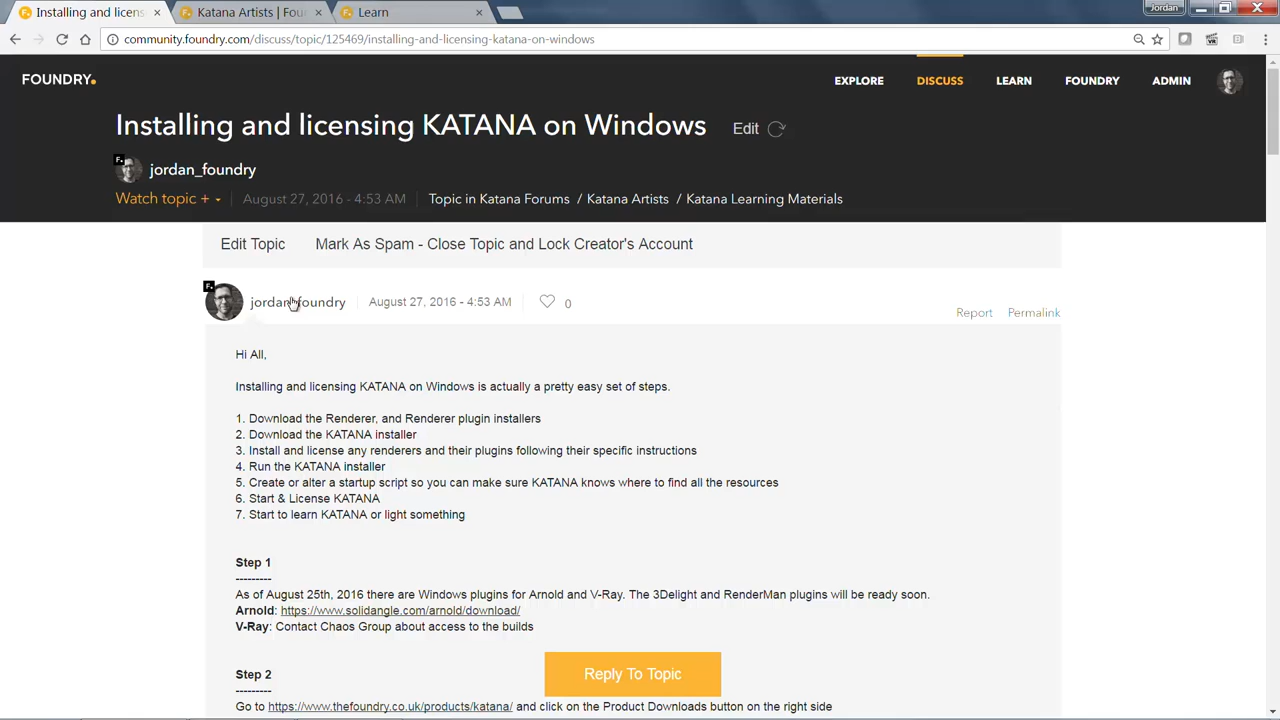 Installing and licens
Katana Artists | Fou
Learn
Jordan
community.foundry.com/discuss/topic/125469/installing-and-licensing-katana-on-windows
FOUNDRY.
EXPLORE DISCUSS LEARN FOUNDRY ADMIN
Installing and licensing KATANA on Windows Edit
F.
jordan_foundry
Watch topic + August 27, 2016 - 4:53 AM Topic in Katana Forums / Katana Artists / Katana Learning Materials
Edit Topic Mark As Spam - Close Topic and Lock Creator's Account
F.
jordan_foundry August 27, 2016 - 4:53 AM 0
Report Permalink
Hi All,
Installing and licensing KATANA on Windows is actually a pretty easy set of steps.
1. Download the Renderer, and Renderer plugin installers
2. Download the KATANA installer
3. Install and license any renderers and their plugins following their specific instructions
4. Run the KATANA installer
5. Create or alter a startup script so you can make sure KATANA knows where to find all the resources
6. Start & License KATANA
7. Start to learn KATANA or light something
Step 1
---------
As of August 25th, 2016 there are Windows plugins for Arnold and V-Ray. The 3Delight and RenderMan plugins will be ready soon.
Arnold: https://www.solidangle.com/arnold/download/
V-Ray: Contact Chaos Group about access to the builds
Reply To Topic
Step 2
---------
Go to https://www.thefoundry.co.uk/products/katana/ and click on the Product Downloads button on the right side